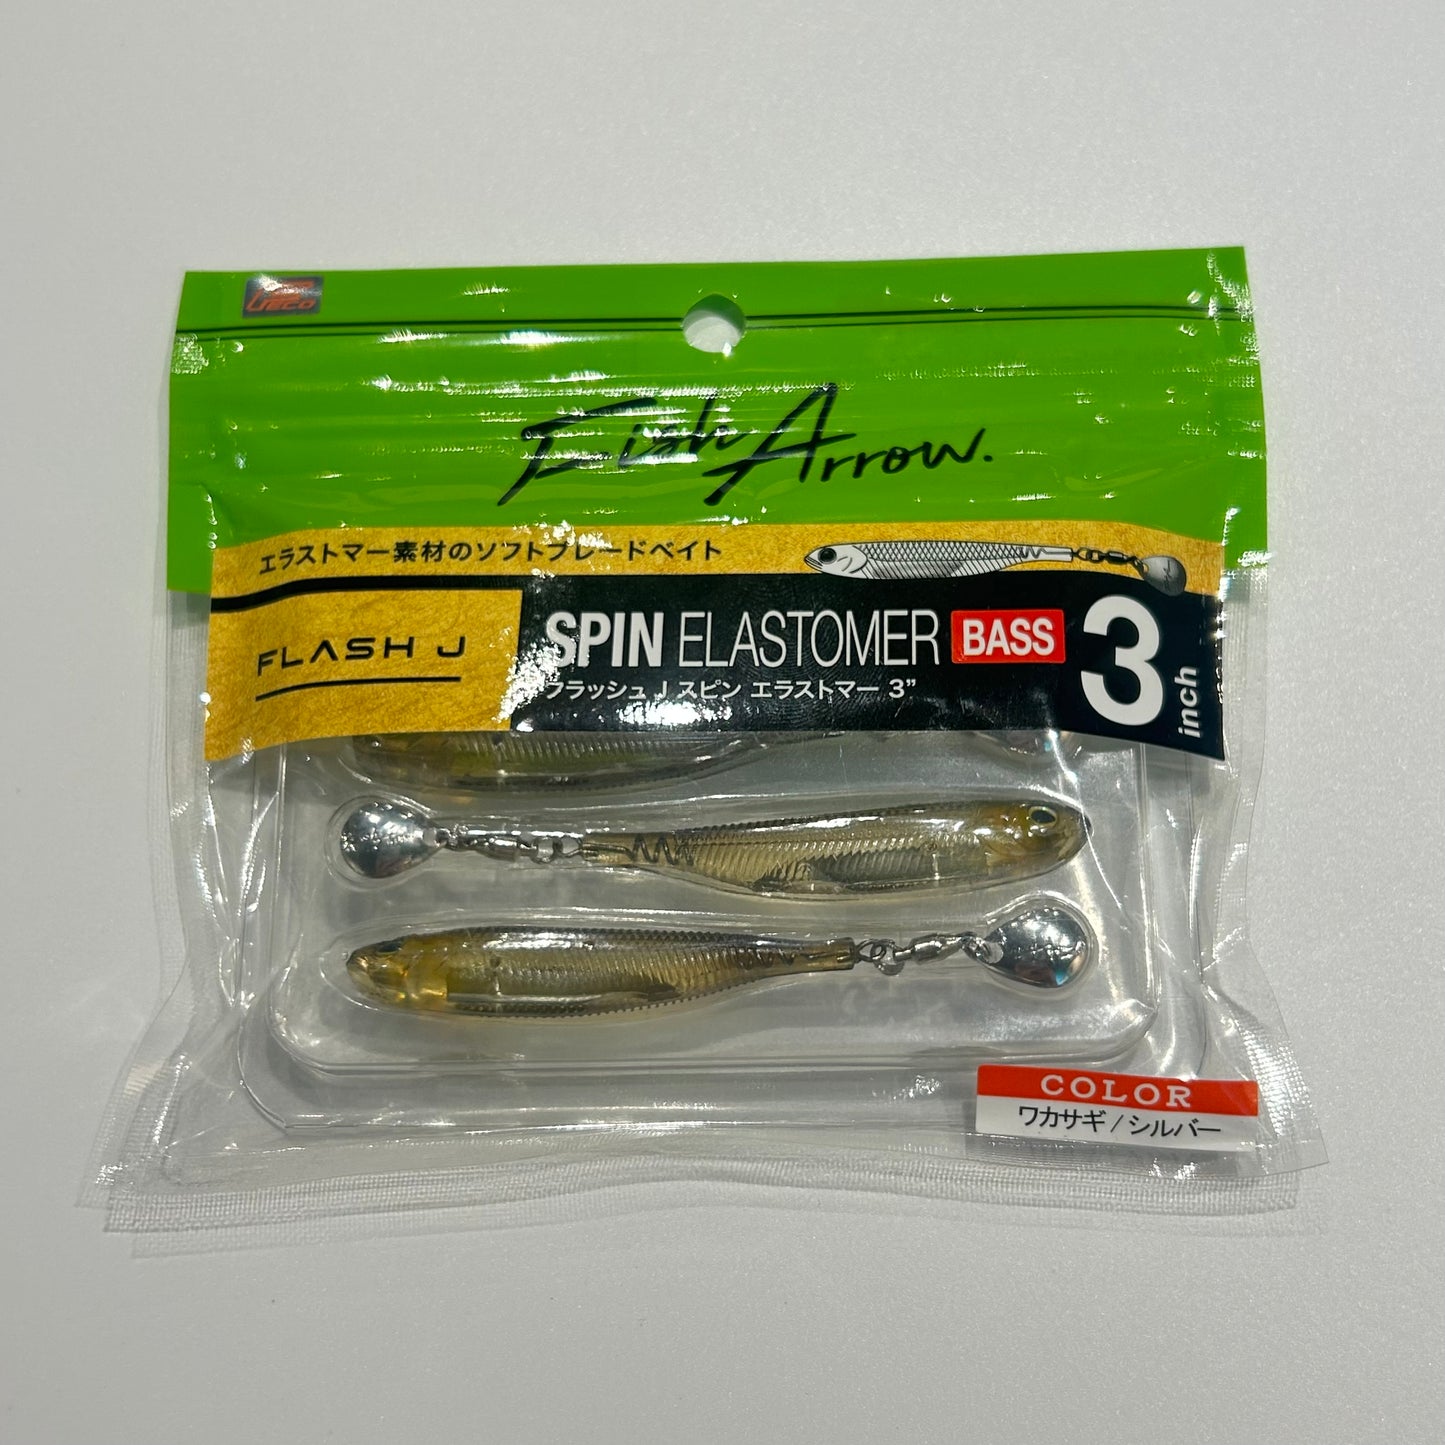 Fish Arrow.
エラストマー素材のソフトブレードベイト
FLASH J
SPIN ELASTOMER BASS 3 inch
フラッシュ J スピン エラストマー 3"
COLOR
ワカサギ / シルバー